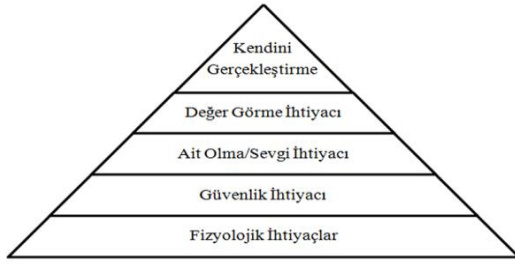 Kendini
Gerçekleştirme
Değer Görme İhtiyacı
Ait Olma/Sevgi İhtiyacı
Güvenlik İhtiyacı
Fizyolojik İhtiyaçlar